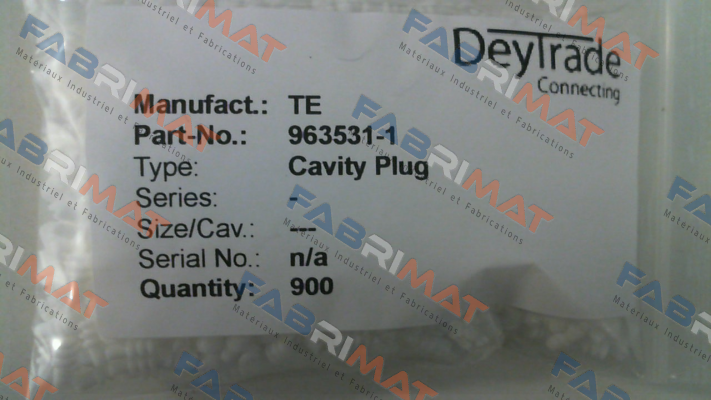 DeyTrade
Connecting
Manufact.: TE
Part-No.: 963531-1
Type: Cavity Plug
Series: -
Size/Cav.: ---
Serial No.: n/a
Quantity: 900
FABRIMAT
Materiaux Industriel et Fabrications